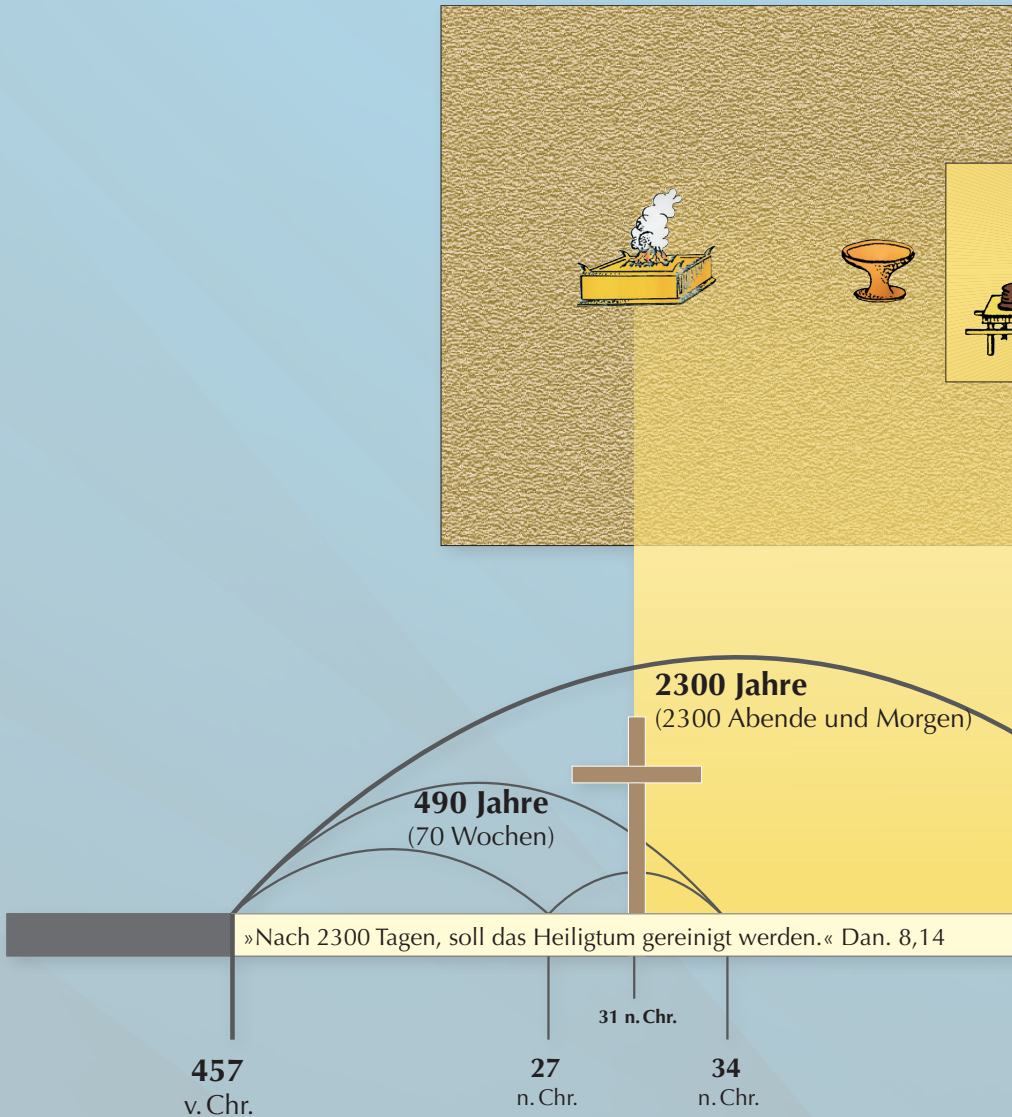 2300 Jahre
(2300 Abende und Morgen)
490 Jahre
(70 Wochen)
»Nach 2300 Tagen, soll das Heiligtum gereinigt werden.« Dan. 8,14
31 n. Chr.
457
v. Chr.
27
n. Chr.
34
n. Chr.